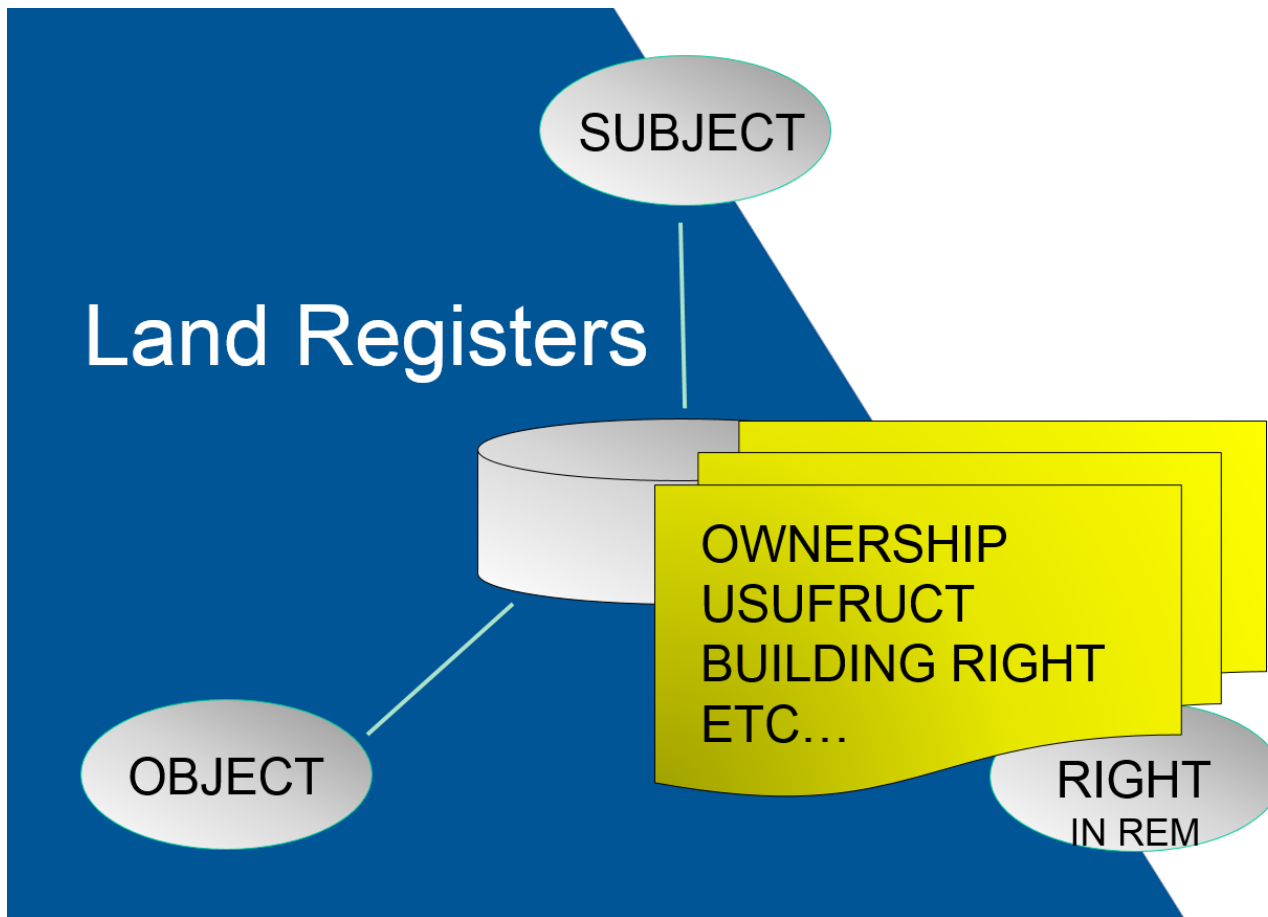 SUBJECT
Land Registers
OWNERSHIP
USUFRUCT
BUILDING RIGHT
ETC…
OBJECT
RIGHT
IN REM